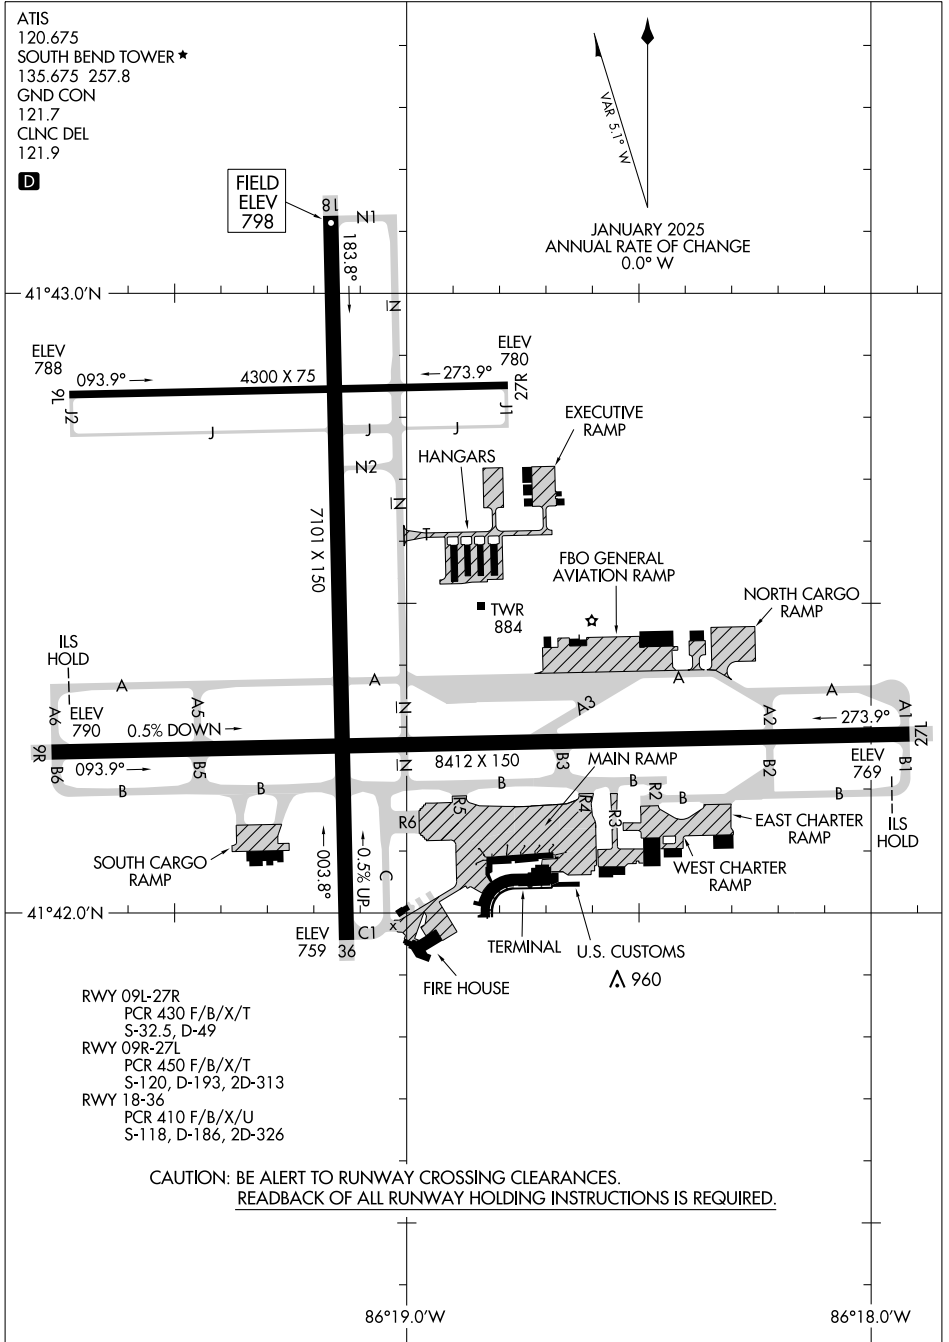 ATIS
120.675
SOUTH BEND TOWER ★
135.675 257.8
GND CON
121.7
CLNC DEL
121.9
D
VAR 5.1° W
JANUARY 2025
ANNUAL RATE OF CHANGE
0.0° W
FIELD
ELEV
798
18
N1
183.8°
N
41°43.0'N
ELEV
788
ELEV
780
093.9°
4300 X 75
273.9°
9L
27R
J2
J1
J
J
J
EXECUTIVE
RAMP
N2
HANGARS
N
T
7101 X 150
FBO GENERAL
AVIATION RAMP
TWR
884
NORTH CARGO
RAMP
ILS
HOLD
A
A
A
A
A6
ELEV
790
A5
0.5% DOWN
N
A3
A2
A1
273.9°
9R
27L
B6
093.9°
B5
N
8412 X 150
B3
MAIN RAMP
B2
ELEV
769
B1
B
B
B
B
R2
B
B
R5
R4
R3
R6
ILS
HOLD
EAST CHARTER
RAMP
SOUTH CARGO
RAMP
003.8°
0.5% UP
C
WEST CHARTER
RAMP
41°42.0'N
ELEV
759
36
C1
X
TERMINAL
U.S. CUSTOMS
FIRE HOUSE
960
RWY 09L-27R
PCR 430 F/B/X/T
S-32.5, D-49
RWY 09R-27L
PCR 450 F/B/X/T
S-120, D-193, 2D-313
RWY 18-36
PCR 410 F/B/X/U
S-118, D-186, 2D-326
CAUTION: BE ALERT TO RUNWAY CROSSING CLEARANCES.
READBACK OF ALL RUNWAY HOLDING INSTRUCTIONS IS REQUIRED.
86°19.0'W
86°18.0'W